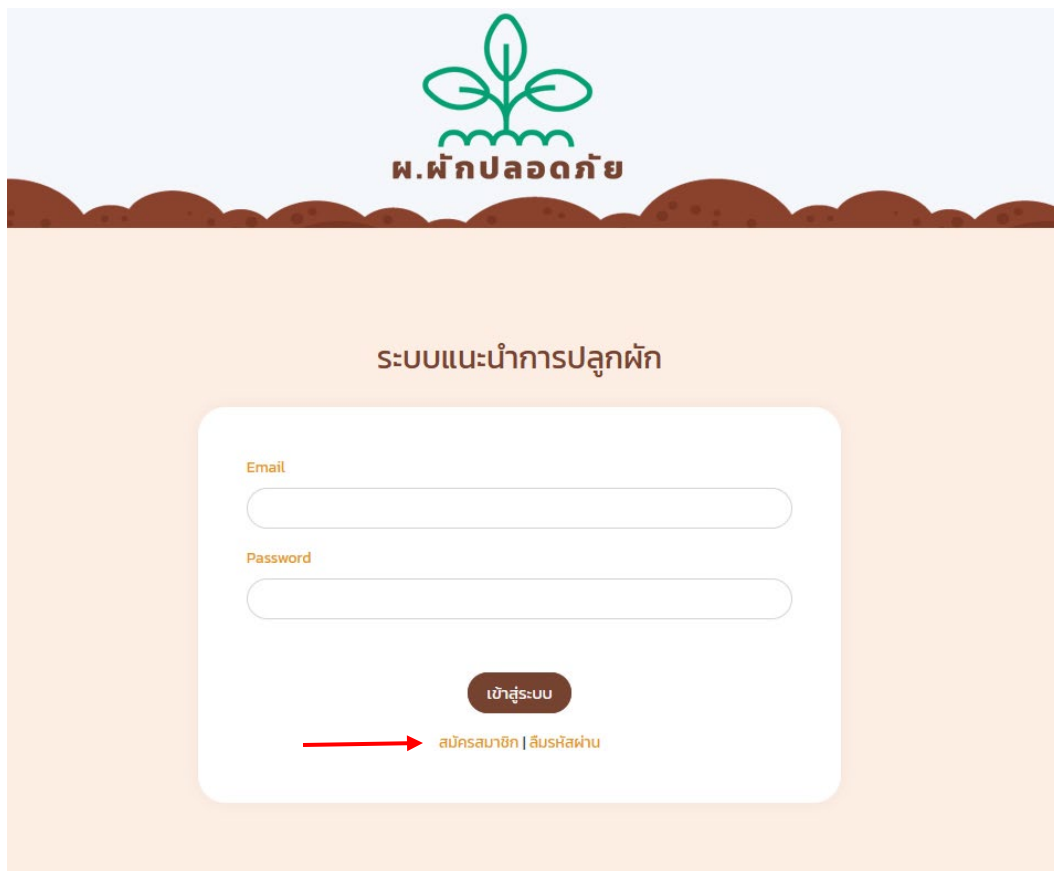 ผ.ผักปลอดภัย
ระบบแนะนำการปลูกผัก
Email
Password
เข้าสู่ระบบ
สมัครสมาชิก | ลืมรหัสผ่าน